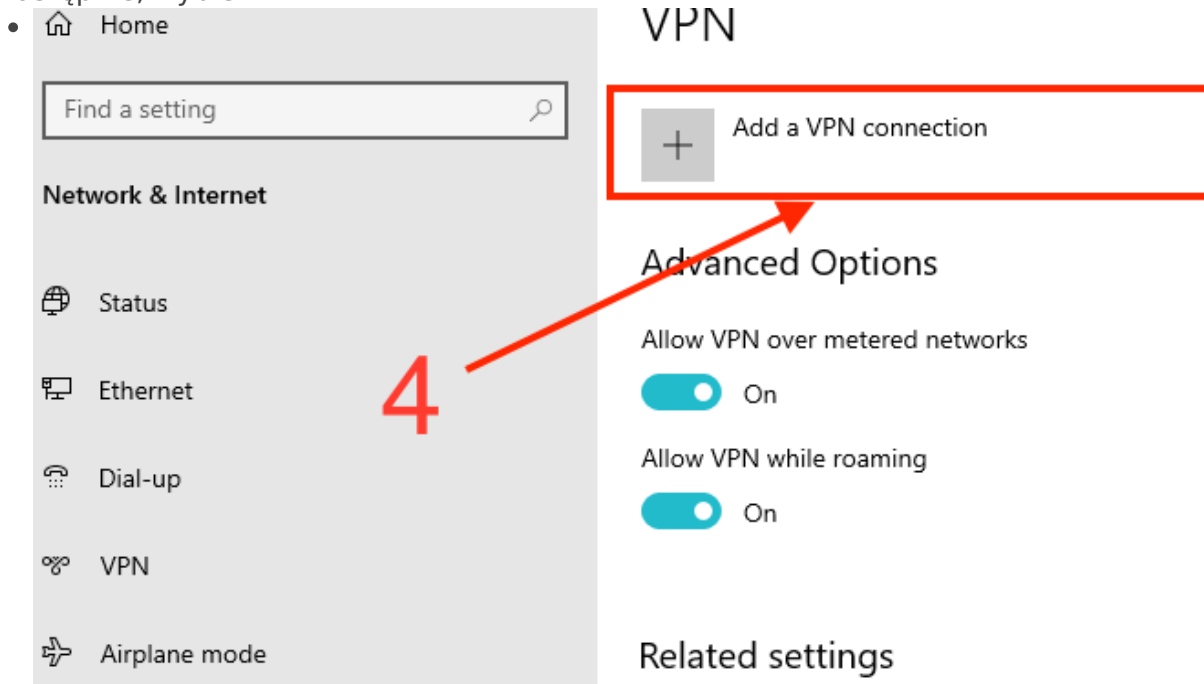 Home
Find a setting
Network & Internet
Status
Ethernet
Dial-up
VPN
Airplane mode
4
VPN
Add a VPN connection
Advanced Options
Allow VPN over metered networks
On
Allow VPN while roaming
On
Related settings